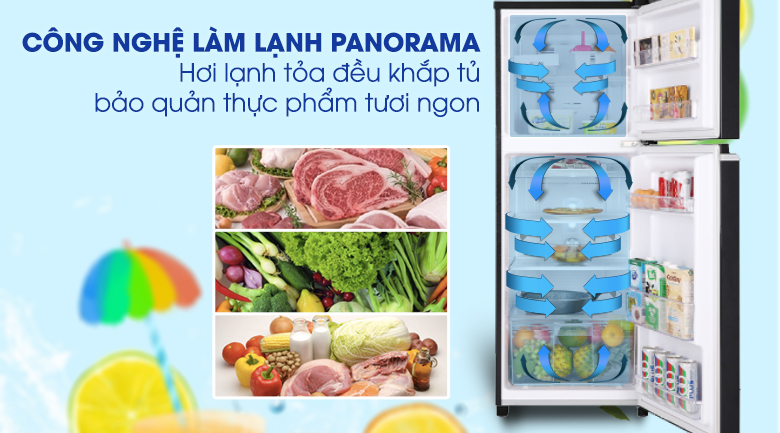 CÔNG NGHỆ LÀM LẠNH PANORAMA
Hơi lạnh tỏa đều khắp tủ
bảo quản thực phẩm tươi ngon